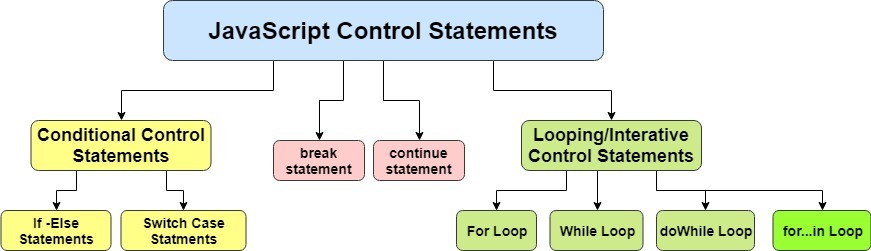 JavaScript Control Statements
Conditional Control
Statements
break
statement
continue
statement
Looping/Interative
Control Statements
If -Else
Statements
Switch Case
Statments
For Loop
While Loop
doWhile Loop
for...in Loop